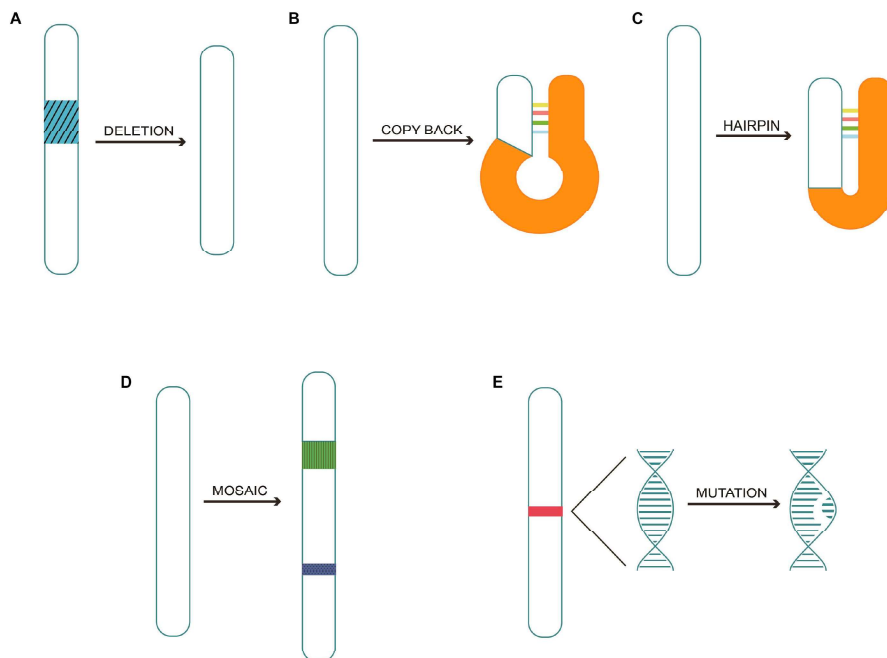 A
DELETION
B
COPY BACK
C
HAIRPIN
D
MOSAIC
E
MUTATION